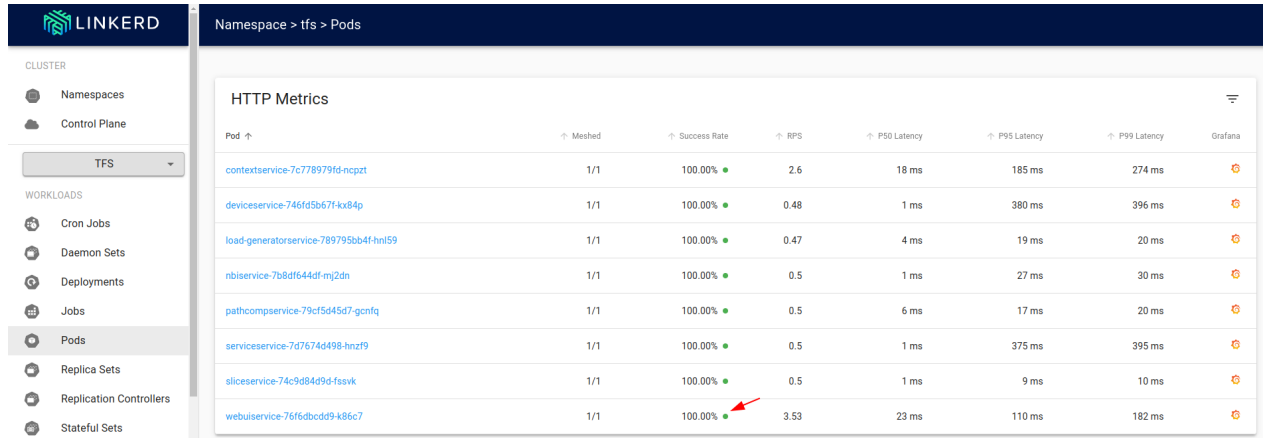 LINKERD
Namespace > tfs > Pods
CLUSTER
Namespaces
Control Plane
TFS
WORKLOADS
Cron Jobs
Daemon Sets
Deployments
Jobs
Pods
Replica Sets
Replication Controllers
Stateful Sets
HTTP Metrics
Pod ↑ ↑ Meshed ↑ Success Rate ↑ RPS ↑ P50 Latency ↑ P95 Latency ↑ P99 Latency Grafana
contextservice-7c778979fd-ncpzt 1/1 100.00% 2.6 18 ms 185 ms 274 ms
deviceservice-746fd5b67f-kx84p 1/1 100.00% 0.48 1 ms 380 ms 396 ms
load-generatorservice-789795bb4f-hnl59 1/1 100.00% 0.47 4 ms 19 ms 20 ms
nbiservice-7b8df644df-mj2dn 1/1 100.00% 0.5 1 ms 27 ms 30 ms
pathcompservice-79cf5d45d7-gcnfq 1/1 100.00% 0.5 6 ms 17 ms 20 ms
serviceservice-7d7674d498-hnzf9 1/1 100.00% 0.5 1 ms 375 ms 395 ms
sliceservice-74c9d84d9d-fssvk 1/1 100.00% 0.5 1 ms 9 ms 10 ms
webuiservice-76f6dbcdd9-k86c7 1/1 100.00% 3.53 23 ms 110 ms 182 ms